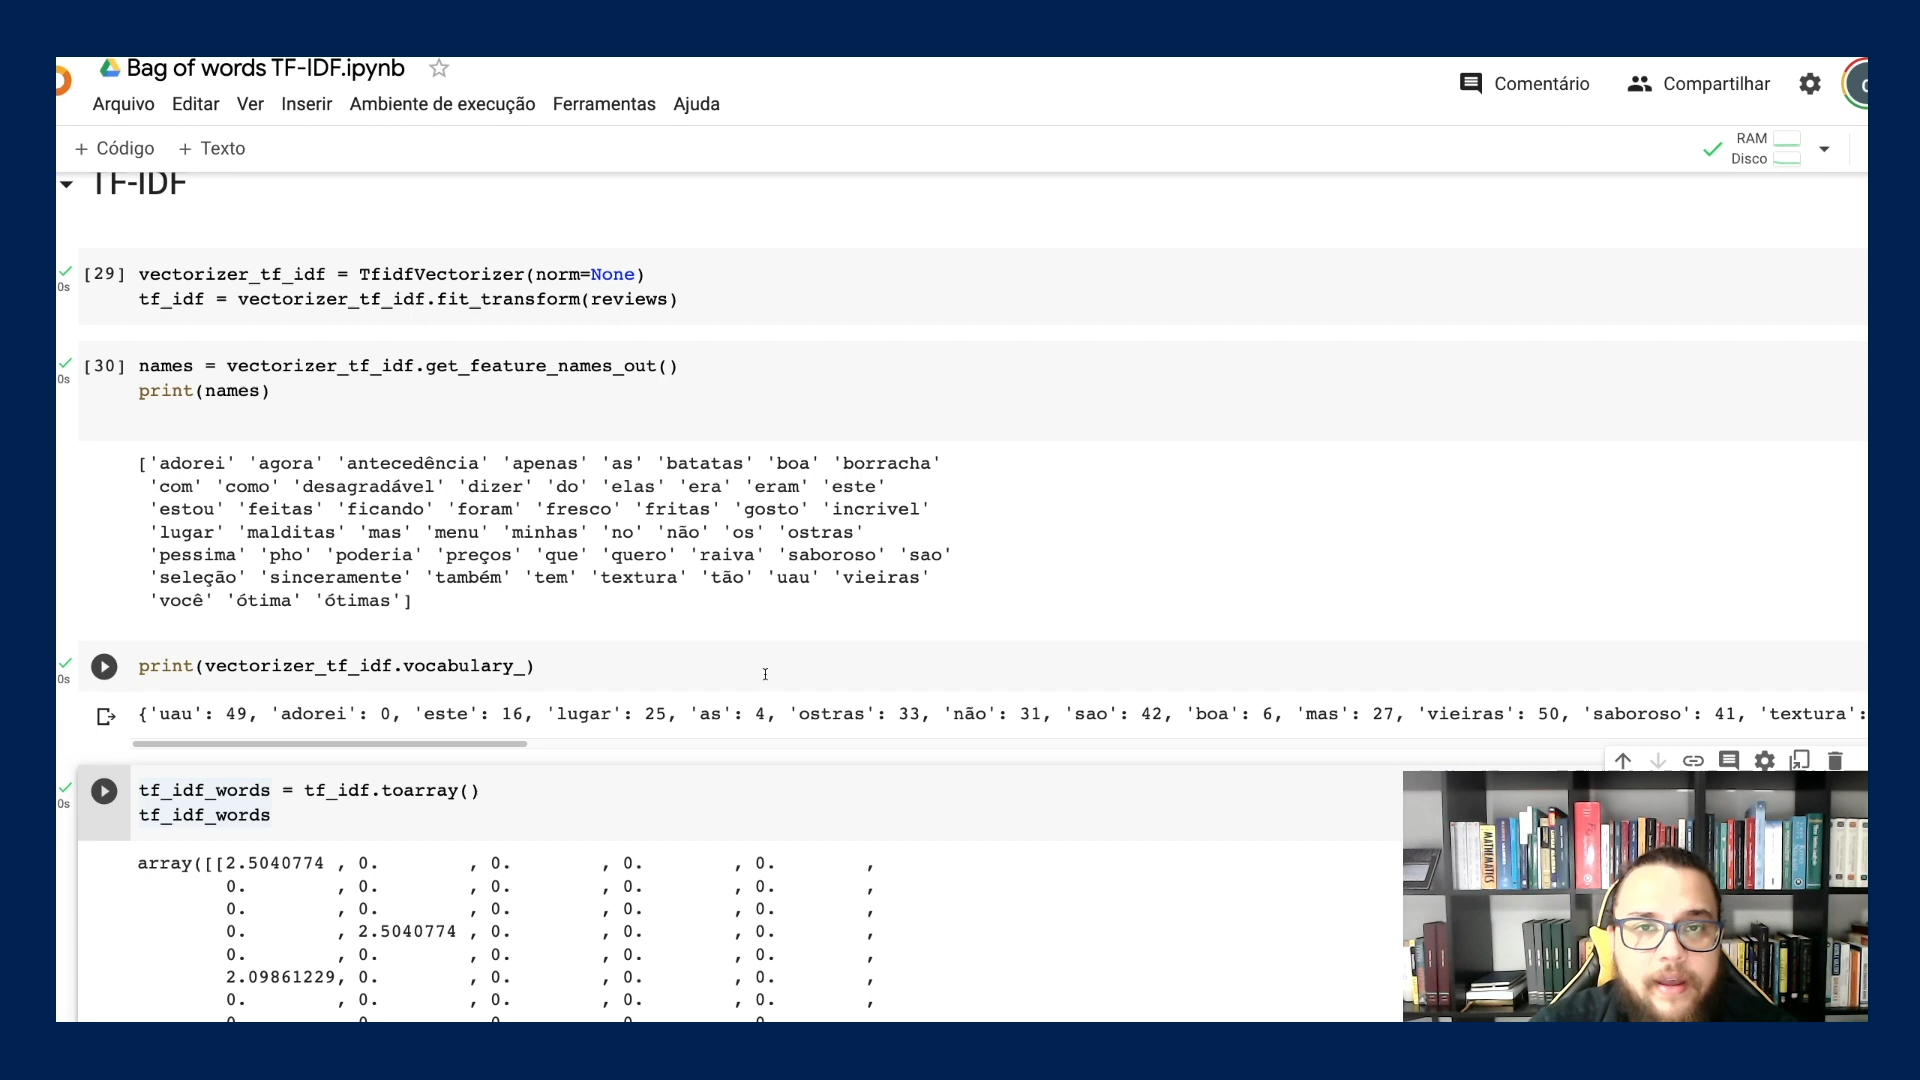 Bag of words TF-IDF.ipynb
Arquivo Editar Ver Inserir Ambiente de execução Ferramentas Ajuda
Comentário Compartilhar
+ Código + Texto
RAM
Disco
TF-IDF
[29] vectorizer_tf_idf = TfidfVectorizer(norm=None)
0s
tf_idf = vectorizer_tf_idf.fit_transform(reviews)
[30] names = vectorizer_tf_idf.get_feature_names_out()
0s
print(names)
['adorei' 'agora' 'antecedência' 'apenas' 'as' 'batatas' 'boa' 'borracha'
'com' 'como' 'desagradável' 'dizer' 'do' 'elas' 'era' 'eram' 'este'
'estou' 'feitas' 'ficando' 'foram' 'fresco' 'fritas' 'gosto' 'incrivel'
'lugar' 'malditas' 'mas' 'menu' 'minhas' 'no' 'não' 'os' 'ostras'
'pessima' 'pho' 'poderia' 'preços' 'que' 'quero' 'raiva' 'saboroso' 'sao'
'seleção' 'sinceramente' 'também' 'tem' 'textura' 'tão' 'uau' 'vieiras'
'você' 'ótima' 'ótimas']
print(vectorizer_tf_idf.vocabulary_)
0s
{'uau': 49, 'adorei': 0, 'este': 16, 'lugar': 25, 'as': 4, 'ostras': 33, 'não': 31, 'sao': 42, 'boa': 6, 'mas': 27, 'vieiras': 50, 'saboroso': 41, 'textura':
tf_idf_words = tf_idf.toarray()
0s
tf_idf_words
array([[2.5040774 , 0. , 0. , 0. , 0. ,
0. , 0. , 0. , 0. , 0. ,
0. , 0. , 0. , 0. , 0. ,
0. , 2.5040774 , 0. , 0. , 0. ,
0. , 0. , 0. , 0. , 0. ,
2.09861229, 0. , 0. , 0. , 0. ,
0. , 0. , 0. , 0. , 0. ,
MATHEMATICS